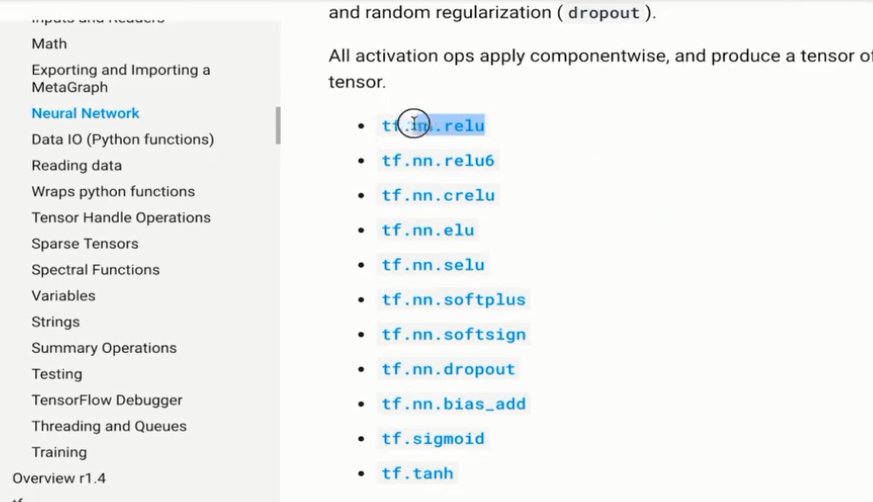 Inputs and Readers
Math
Exporting and Importing a
MetaGraph
Neural Network
Data IO (Python functions)
Reading data
Wraps python functions
Tensor Handle Operations
Sparse Tensors
Spectral Functions
Variables
Strings
Summary Operations
Testing
TensorFlow Debugger
Threading and Queues
Training
Overview r1.4
and random regularization ( dropout ).
All activation ops apply componentwise, and produce a tensor of
tensor.
• tf.nn.relu
• tf.nn.relu6
• tf.nn.crelu
• tf.nn.elu
• tf.nn.selu
• tf.nn.softplus
• tf.nn.softsign
• tf.nn.dropout
• tf.nn.bias_add
• tf.sigmoid
• tf.tanh